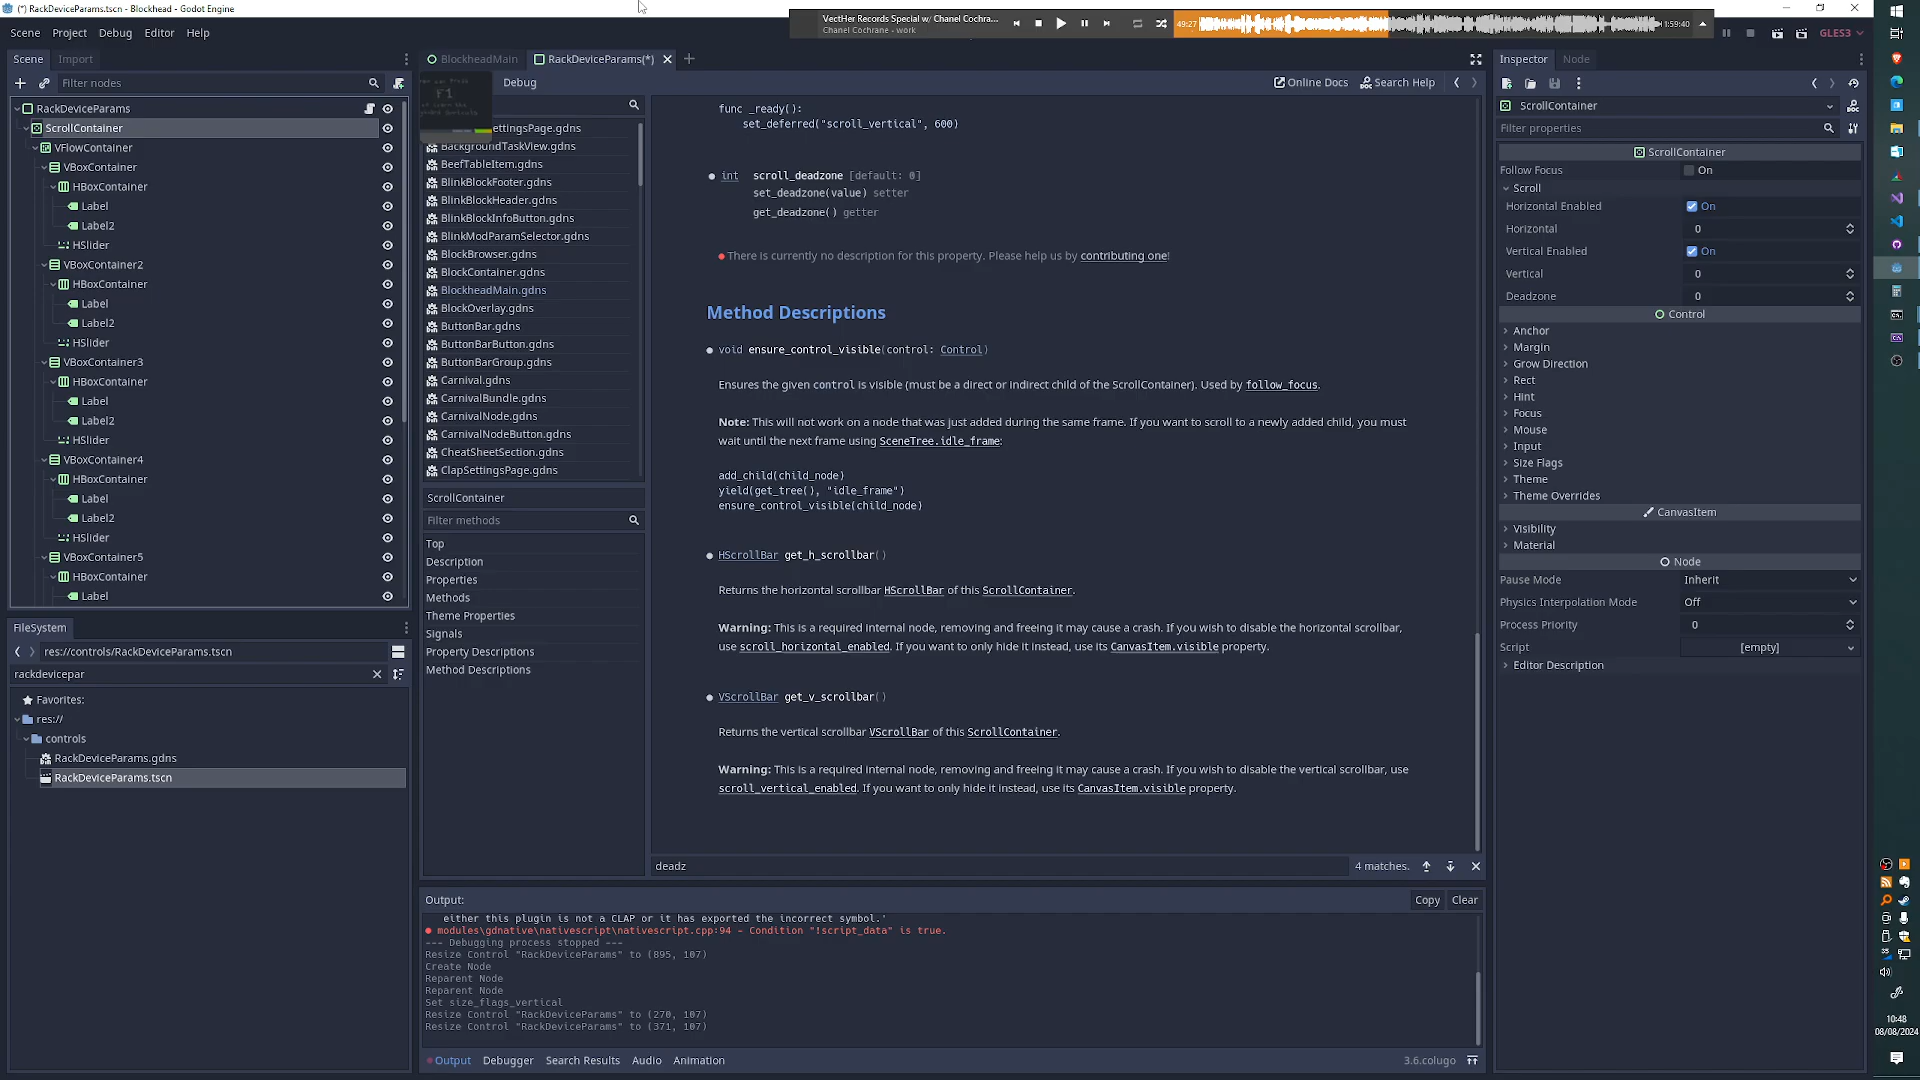 (*) RackDeviceParams.tscn - Blockhead - Godot Engine
VectHer Records Special w/ Chanel Cochra...
Chanel Cochrane - work
49:27
1:59:40
Scene Project Debug Editor Help
GLES3
Scene Import
BlockheadMain
RackDeviceParams(*)
Inspector Node
Filter nodes
F1
Debug
Online Docs
Search Help
RackDeviceParams
ScrollContainer
VFlowContainer
VBoxContainer
HBoxContainer
Label
Label2
HSlider
VBoxContainer2
HBoxContainer
Label
Label2
HSlider
VBoxContainer3
HBoxContainer
Label
Label2
HSlider
VBoxContainer4
HBoxContainer
Label
Label2
HSlider
VBoxContainer5
HBoxContainer
Label
FileSystem
res://controls/RackDeviceParams.tscn
rackdevicepar
Favorites:
res://
controls
RackDeviceParams.gdns
RackDeviceParams.tscn
ettingsPage.gdns
BackgroundTaskView.gdns
BeefTableItem.gdns
BlinkBlockFooter.gdns
BlinkBlockHeader.gdns
BlinkBlockInfoButton.gdns
BlinkModParamSelector.gdns
BlockBrowser.gdns
BlockContainer.gdns
BlockheadMain.gdns
BlockOverlay.gdns
ButtonBar.gdns
ButtonBarButton.gdns
ButtonBarGroup.gdns
Carnival.gdns
CarnivalBundle.gdns
CarnivalNode.gdns
CarnivalNodeButton.gdns
CheatSheetSection.gdns
ClapSettingsPage.gdns
ScrollContainer
Filter methods
Top
Description
Properties
Methods
Theme Properties
Signals
Property Descriptions
Method Descriptions
func _ready():
set_deferred("scroll_vertical", 600)
int scroll_deadzone [default: 0]
set_deadzone(value) setter
get_deadzone() getter
There is currently no description for this property. Please help us by contributing one!
Method Descriptions
void ensure_control_visible(control: Control)
Ensures the given control is visible (must be a direct or indirect child of the ScrollContainer). Used by follow_focus.
Note: This will not work on a node that was just added during the same frame. If you want to scroll to a newly added child, you must
wait until the next frame using SceneTree.idle_frame:
add_child(child_node)
yield(get_tree(), "idle_frame")
ensure_control_visible(child_node)
HScrollBar get_h_scrollbar()
Returns the horizontal scrollbar HScrollBar of this ScrollContainer.
Warning: This is a required internal node, removing and freeing it may cause a crash. If you wish to disable the horizontal scrollbar,
use scroll_horizontal_enabled. If you want to only hide it instead, use its CanvasItem.visible property.
VScrollBar get_v_scrollbar()
Returns the vertical scrollbar VScrollBar of this ScrollContainer.
Warning: This is a required internal node, removing and freeing it may cause a crash. If you wish to disable the vertical scrollbar, use
scroll_vertical_enabled. If you want to only hide it instead, use its CanvasItem.visible property.
deadz
4 matches.
Output:
Copy Clear
either this plugin is not a CLAP or it has exported the incorrect symbol.'
modules\gdnative\nativescript\nativescript.cpp:94 - Condition "!script_data" is true.
--- Debugging process stopped ---
Resize Control "RackDeviceParams" to (895, 107)
Create Node
Reparent Node
Reparent Node
Set size_flags_vertical
Resize Control "RackDeviceParams" to (270, 107)
Resize Control "RackDeviceParams" to (371, 107)
Output Debugger Search Results Audio Animation
3.6.colugo
ScrollContainer
Filter properties
ScrollContainer
Follow Focus On
Scroll
Horizontal Enabled On
Horizontal 0
Vertical Enabled On
Vertical 0
Deadzone 0
Control
Anchor
Margin
Grow Direction
Rect
Hint
Focus
Mouse
Input
Size Flags
Theme
Theme Overrides
CanvasItem
Visibility
Material
Node
Pause Mode Inherit
Physics Interpolation Mode Off
Process Priority 0
Script [empty]
Editor Description
10:48
08/08/2024